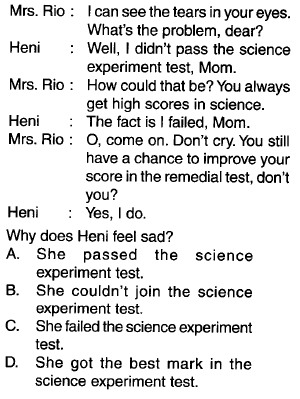 Mrs. Rio : I can see the tears in your eyes.
What's the problem, dear?
Heni : Well, I didn't pass the science
experiment test, Mom.
Mrs. Rio : How could that be? You always
get high scores in science.
Heni : The fact is I failed, Mom.
Mrs. Rio : O, come on. Don't cry. You still
have a chance to improve your
score in the remedial test, don't
you?
Heni : Yes, I do.
Why does Heni feel sad?
A. She passed the science
experiment test.
B. She couldn't join the science
experiment test.
C. She failed the science experiment
test.
D. She got the best mark in the
science experiment test.